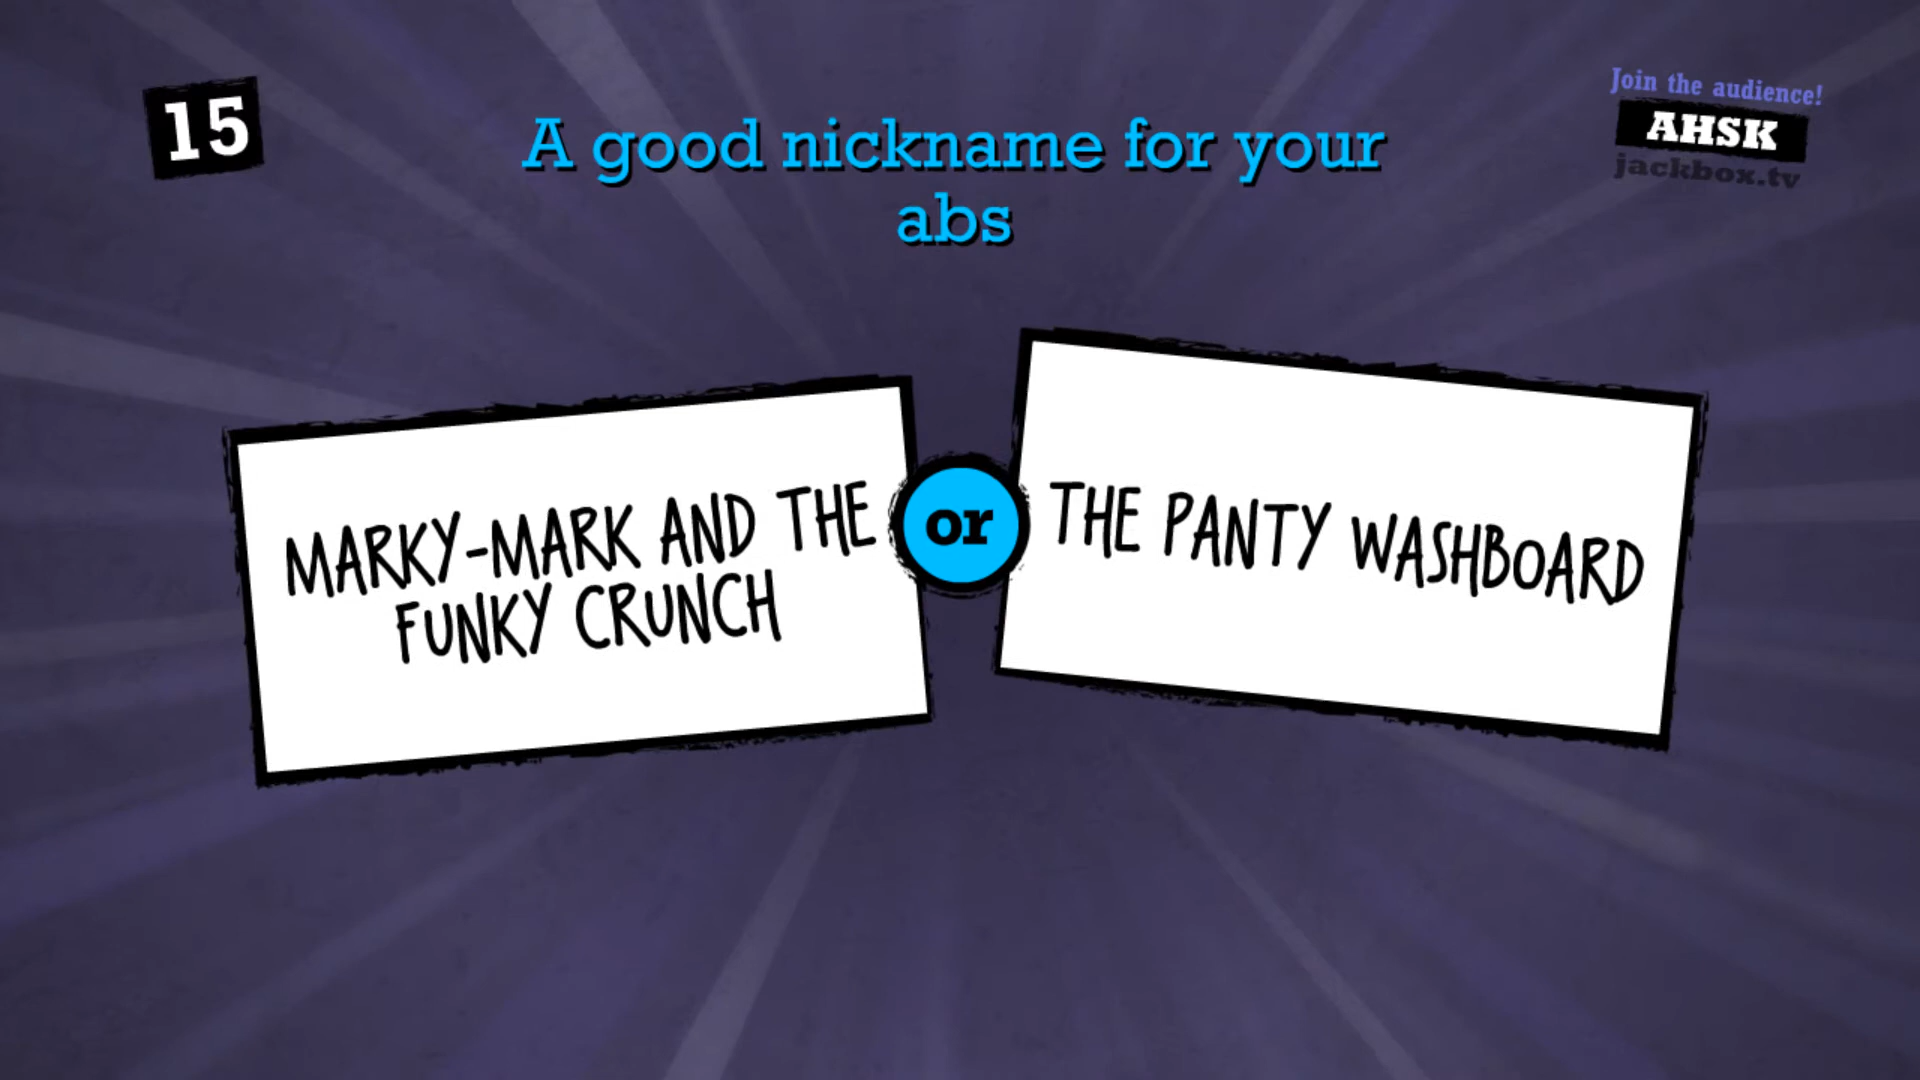 15
Join the audience!
AHSK
jackbox.tv
A good nickname for your
abs
MARKY-MARK AND THE
FUNKY CRUNCH
or
THE PANTY WASHBOARD